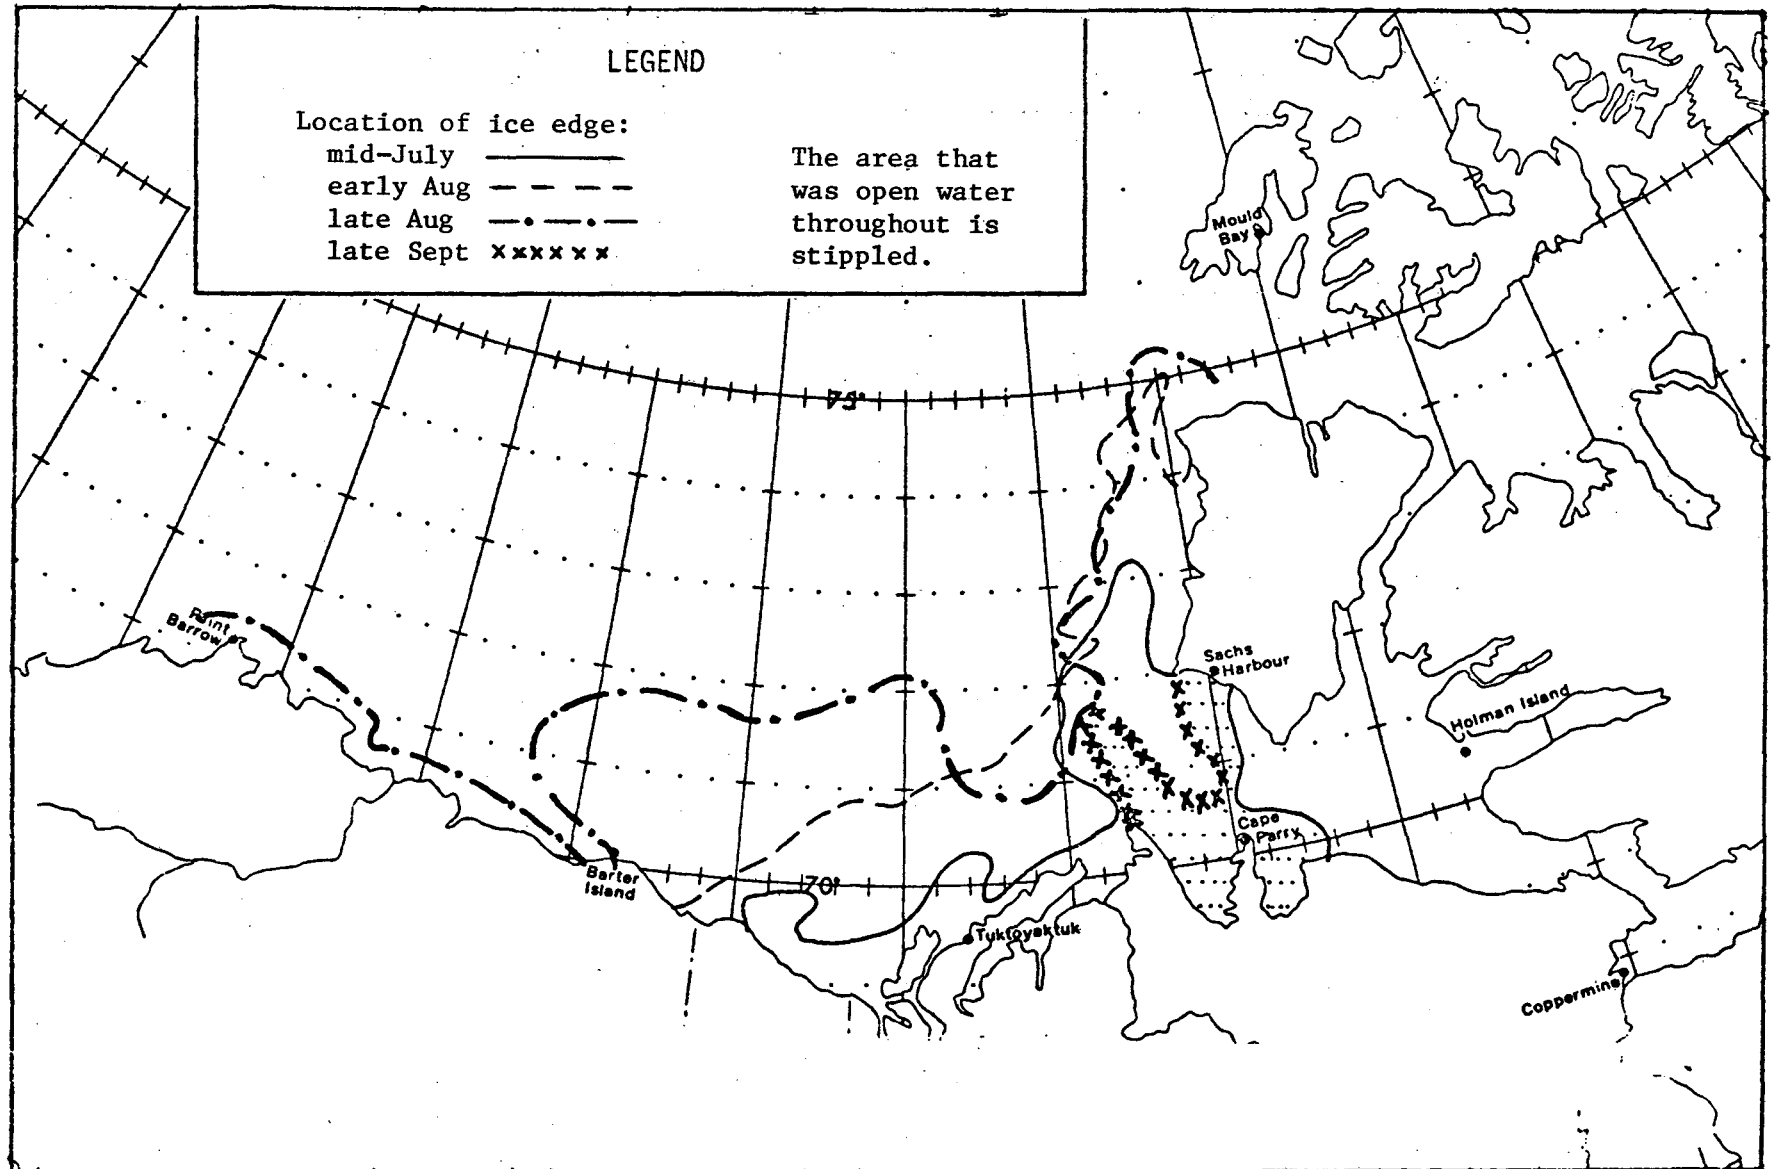 LEGEND
Location of ice edge:
mid-July
early Aug
late Aug
late Sept xxxxxx
The area that
was open water
throughout is
stippled.
Mould
Bay
75°
Point
Barrow
Sachs
Harbour
Holman Island
Cape
Parry
Barter
Island
70°
Tuktoyaktuk
Coppermine